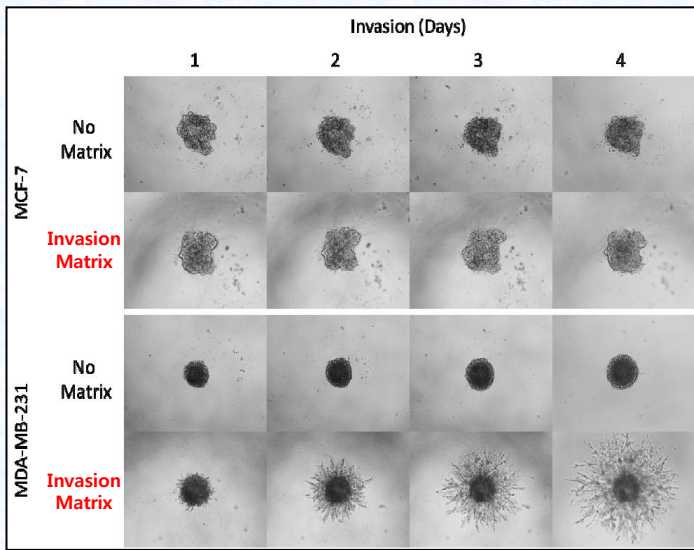 Invasion (Days)
1 2 3 4
MCF-7
No
Matrix
Invasion
Matrix
MDA-MB-231
No
Matrix
Invasion
Matrix